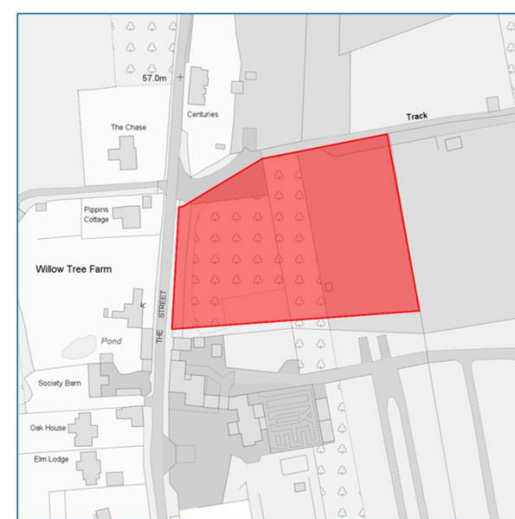 57.0m
Track
Centuries
The Chase
Pippins
Cottage
Willow Tree Farm
THE STREET
Pond
Society Barn
Oak House
Elm Lodge